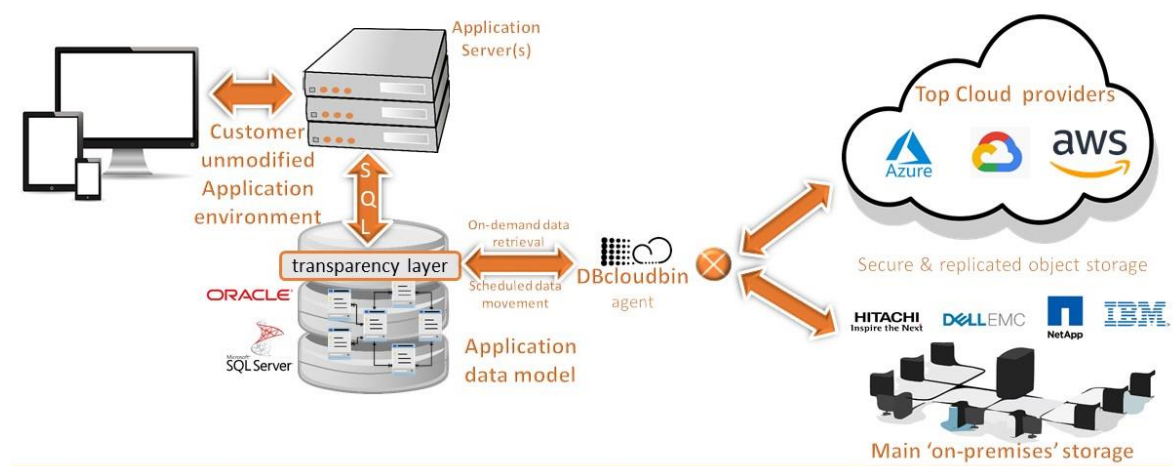 Application
Server(s)
Customer
unmodified
Application
environment
SQL
transparency layer
On-demand data
retrieval
Scheduled data
movement
DBcloudbin
agent
ORACLE
Microsoft
SQL Server
Application
data model
Top Cloud providers
Azure
aws
Secure & replicated object storage
HITACHI
Inspire the Next
DELLEMC
NetApp
IBM
Main ‘on-premises’ storage